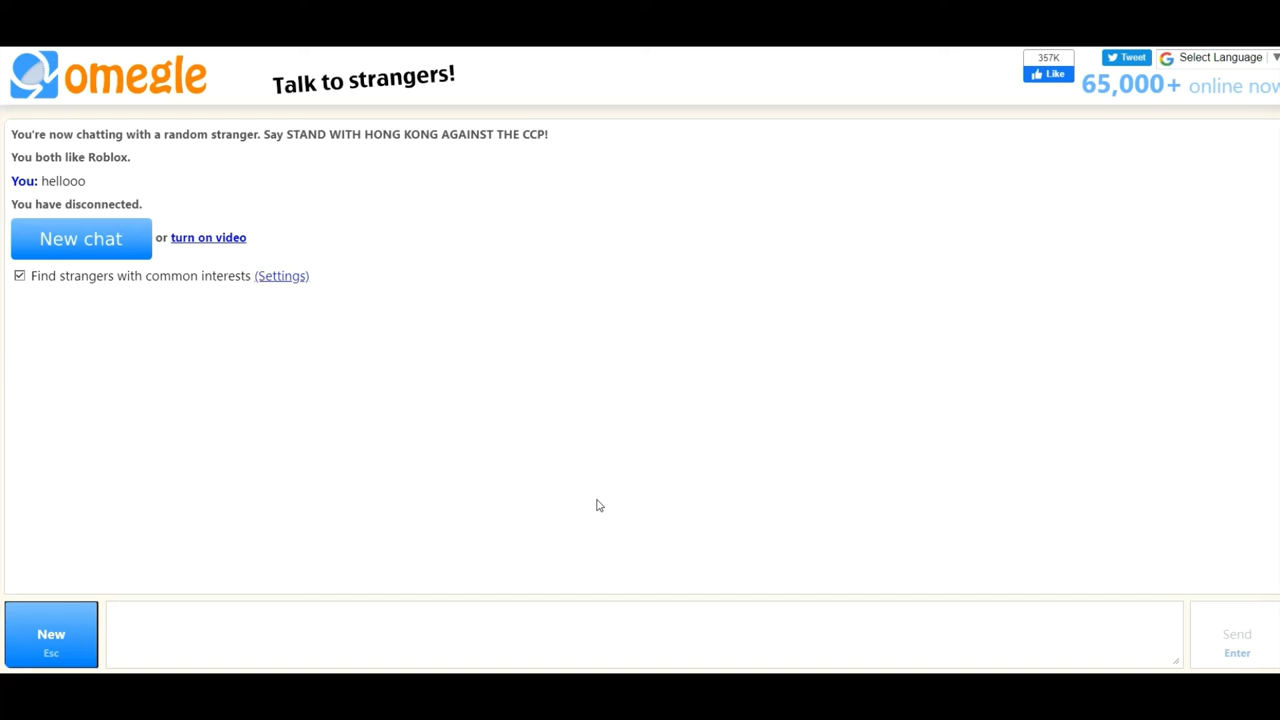 omegle
Talk to strangers!
357K
Like
Tweet
Select Language
65,000+ online now
You're now chatting with a random stranger. Say STAND WITH HONG KONG AGAINST THE CCP!
You both like Roblox.
You: hellooo
You have disconnected.
New chat or turn on video
Find strangers with common interests (Settings)
New
Esc
Send
Enter